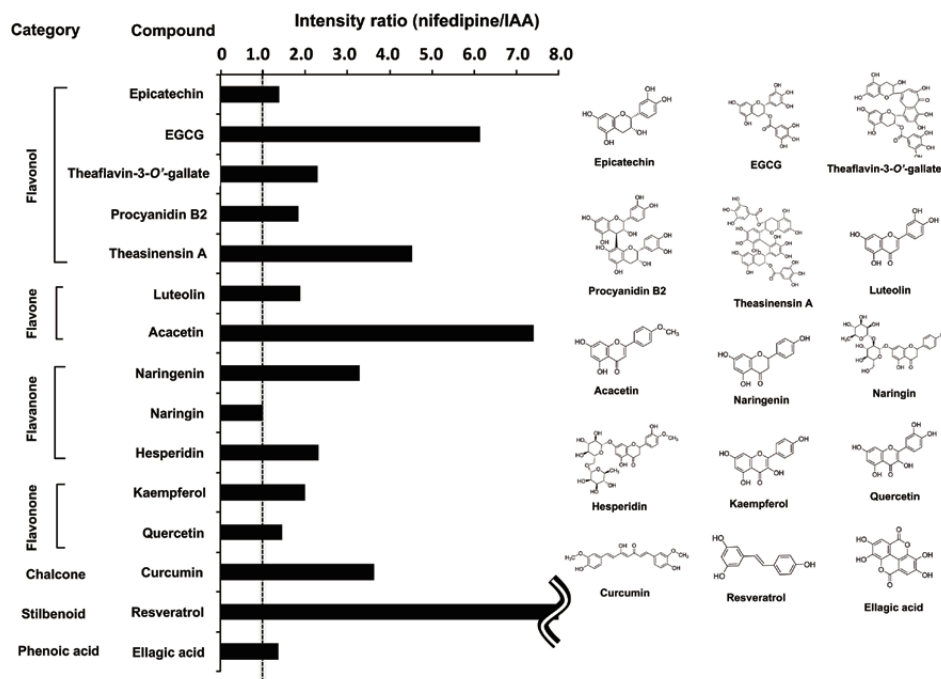 Intensity ratio (nifedipine/IAA)
Category Compound
0 1.0 2.0 3.0 4.0 5.0 6.0 7.0 8.0
Flavonol
Epicatechin
EGCG
Theaflavin-3-O'-gallate
Procyanidin B2
Theasinensin A
Flavone
Luteolin
Acacetin
Flavanone
Naringenin
Naringin
Hesperidin
Flavonone
Kaempferol
Quercetin
Chalcone Curcumin
Stilbenoid Resveratrol
Phenoic acid Ellagic acid
Epicatechin EGCG Theaflavin-3-O'-gallate
Procyanidin B2 Theasinensin A Luteolin
Acacetin Naringenin Naringin
Hesperidin Kaempferol Quercetin
Curcumin Resveratrol Ellagic acid